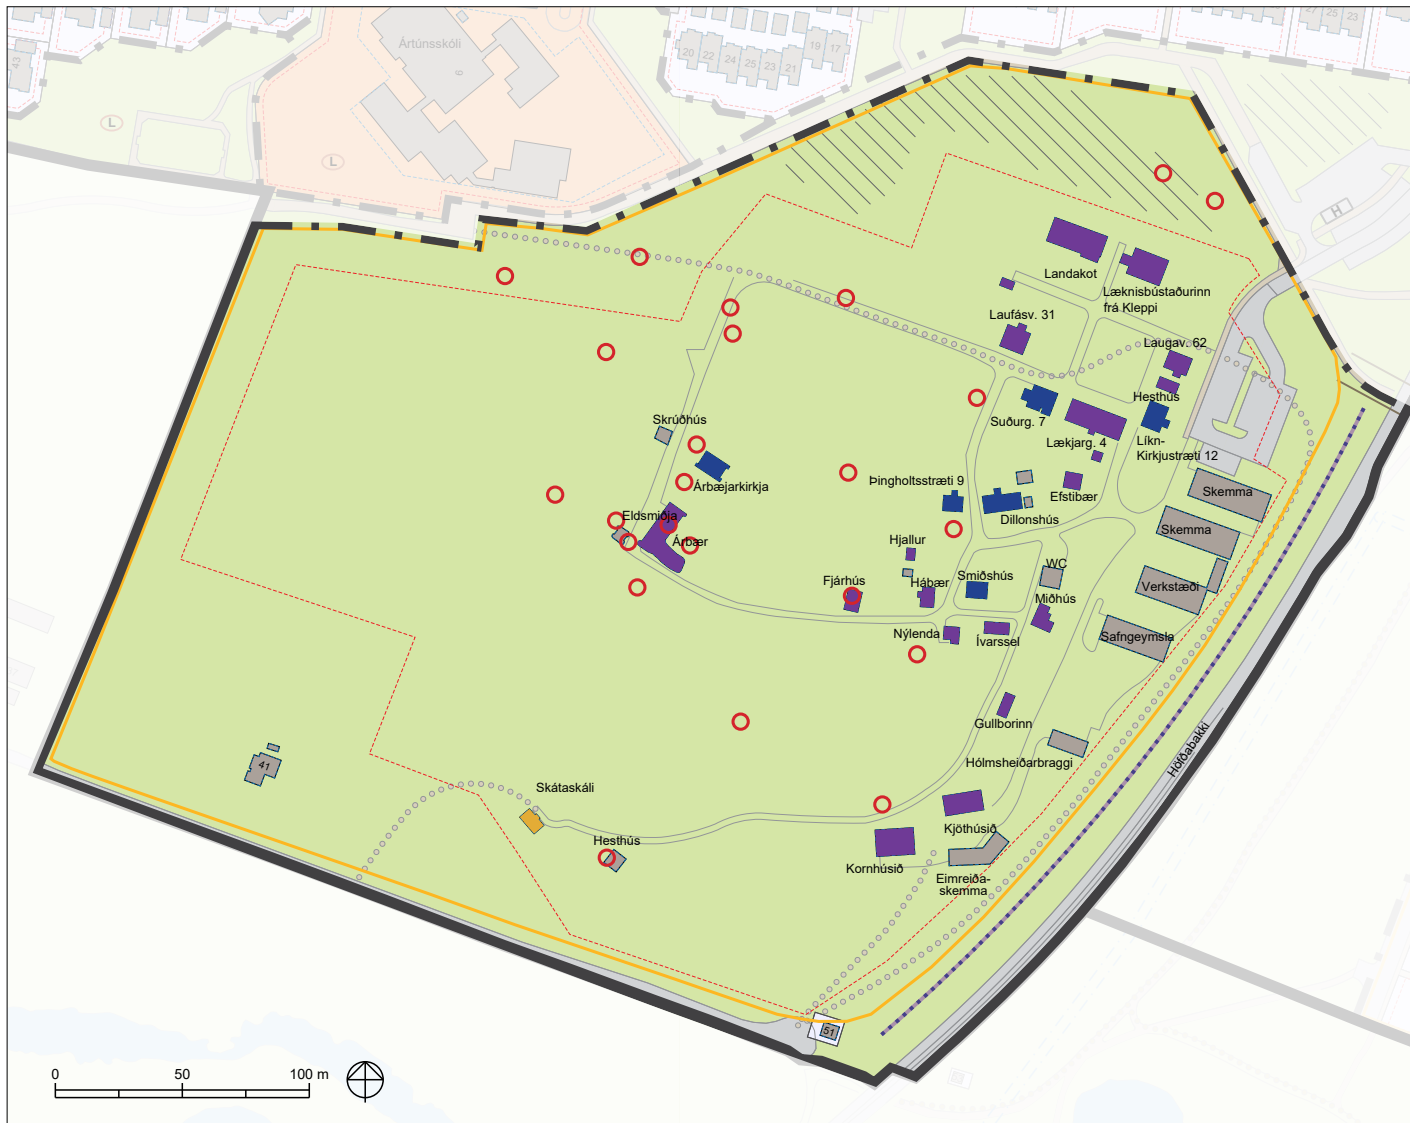 Ártúnsskóli
6
43
20
22
24
25
23
21
19
17
27
25
23
L
L
H
Landakot
Læknisbústaðurinn
frá Kleppi
Laufásv. 31
Laugav. 62
Hesthús
Suðurg. 7
Lækjarg. 4
Líkn-
Kirkjustræti 12
Skrúðhús
Árbæjarkirkja
Þingholtsstræti 9
Efstibær
Dillonshús
Skemma
Eldsmiðja
Árbær
Skemma
Hjallur
WC
Fjárhús
Hábær
Smiðshús
Verkstæði
Miðhús
Nýlenda
Ívarssel
Safngeymsla
Gullborinn
Höfðabakki
Hólmsheiðarbraggi
41
Skátaskáli
Kjöthúsið
Hesthús
Kornhúsið
Eimreiða-
skemma
51
0 50 100 m